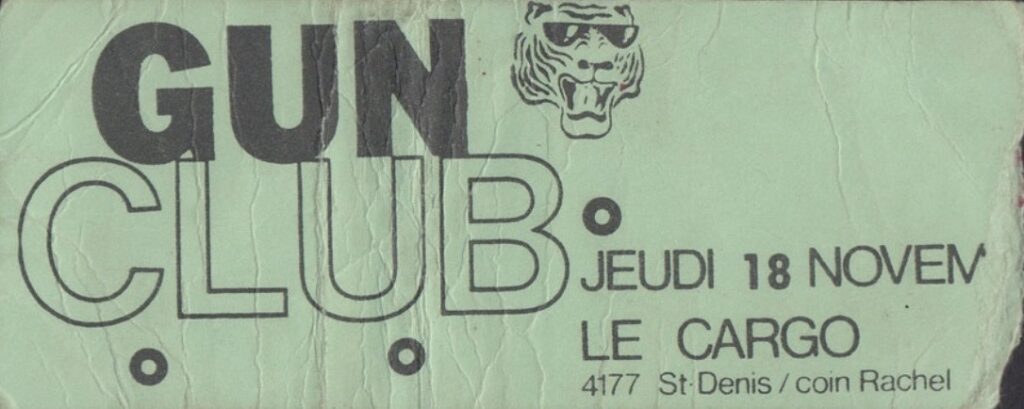 GUN
CLUB
JEUDI 18 NOVEM
LE CARGO
4177 St-Denis / coin Rachel